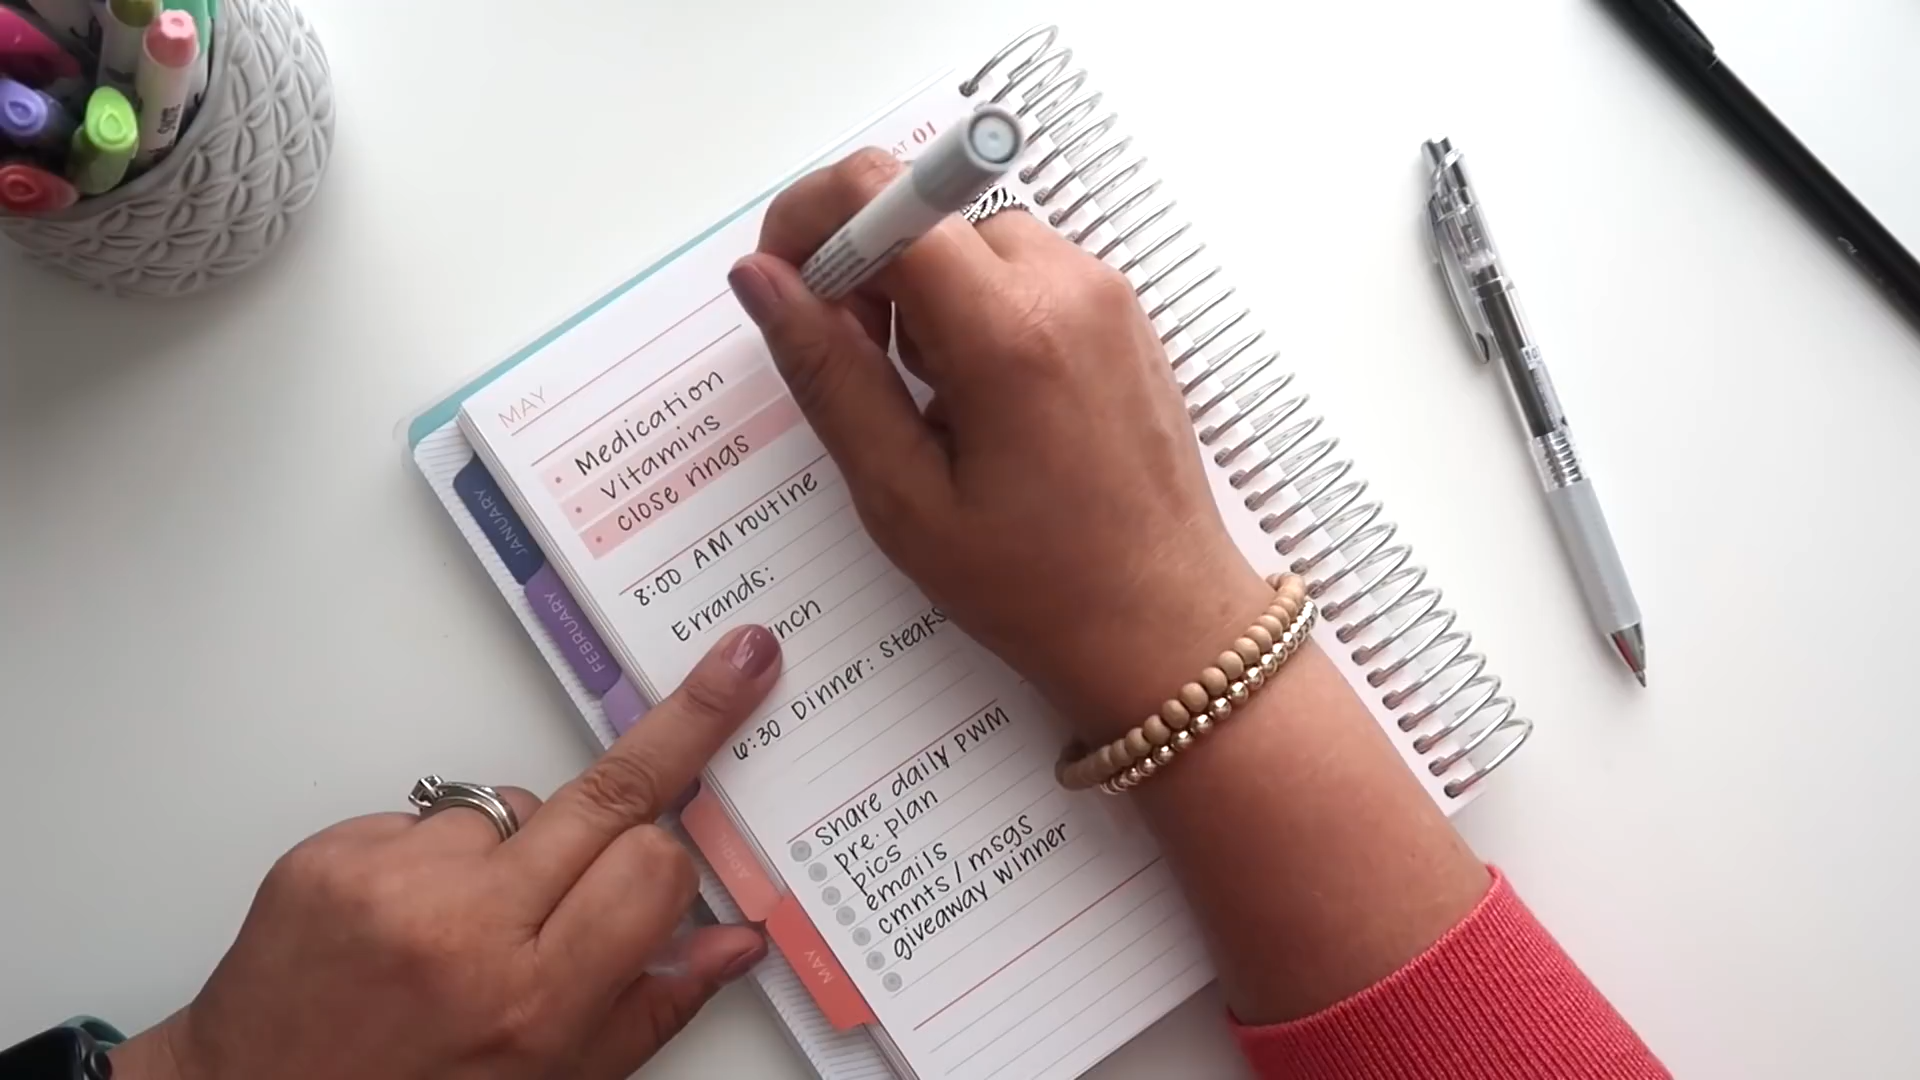 01
MAY
Medication
Vitamins
close rings
8:00 AM routine
Errands:
6:30 Dinner: Steaks
Share daily PWM
pre. plan
pics
emails
cmnts / msgs
giveaway winner
JANUARY
FEBRUARY
APRIL
MAY